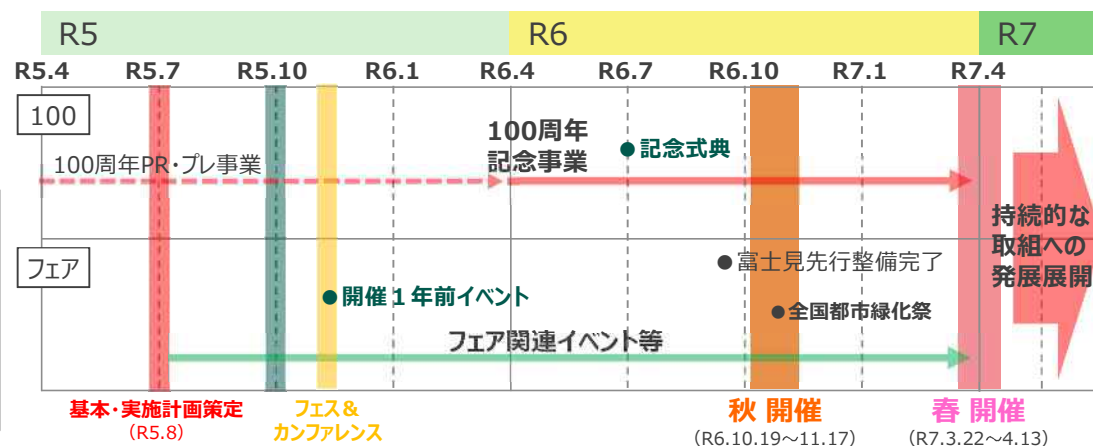 R5
R6
R7
R5.4
R5.7
R5.10
R6.1
R6.4
R6.7
R6.10
R7.1
R7.4
100
100周年PR・プレ事業
100周年
記念事業
●記念式典
持続的な
取組への
発展展開
フェア
●富士見先行整備完了
●開催１年前イベント
●全国都市緑化祭
フェア関連イベント等
基本・実施計画策定
(R5.8)
フェス＆
カンファレンス
秋 開催
(R6.10.19～11.17)
春 開催
(R7.3.22～4.13)